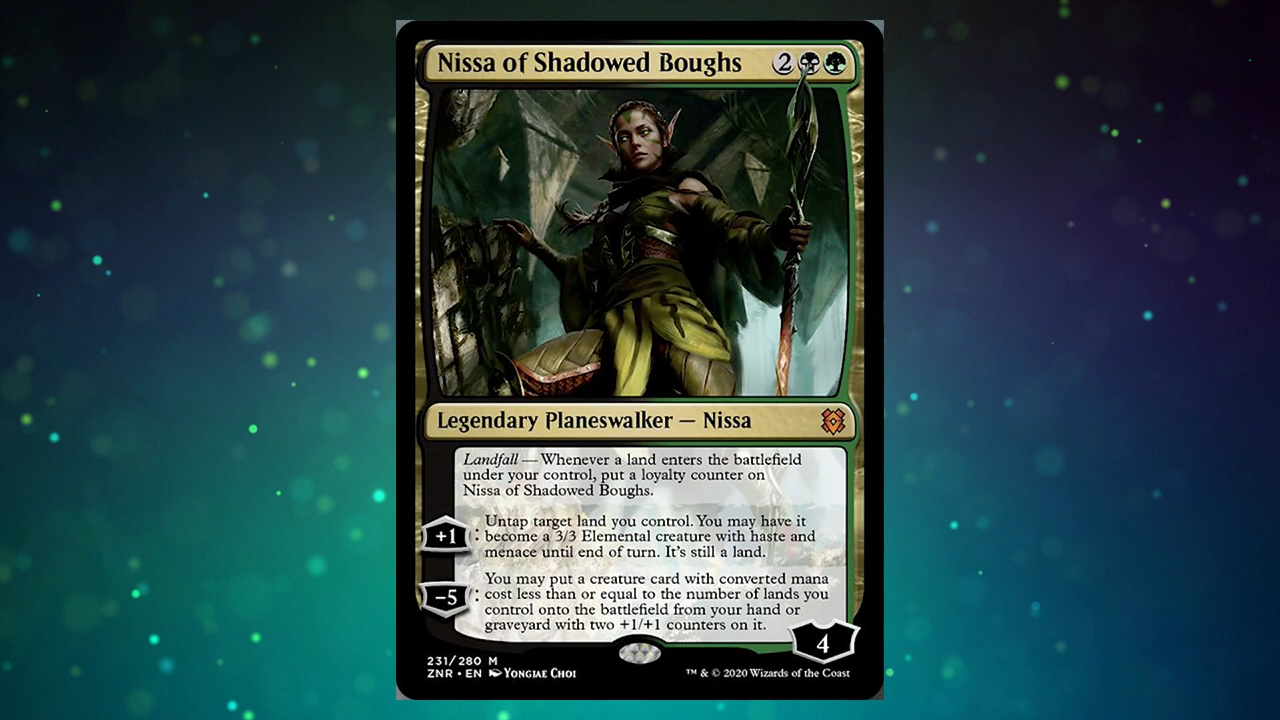 Nissa of Shadowed Boughs 2
Legendary Planeswalker — Nissa
Landfall — Whenever a land enters the battlefield
under your control, put a loyalty counter on
Nissa of Shadowed Boughs.
+1: Untap target land you control. You may have it
become a 3/3 Elemental creature with haste and
menace until end of turn. It's still a land.
−5: You may put a creature card with converted mana
cost less than or equal to the number of lands you
control onto the battlefield from your hand or
graveyard with two +1/+1 counters on it.
4
231/280 M
ZNR • EN Yongjae Choi
™ & © 2020 Wizards of the Coast